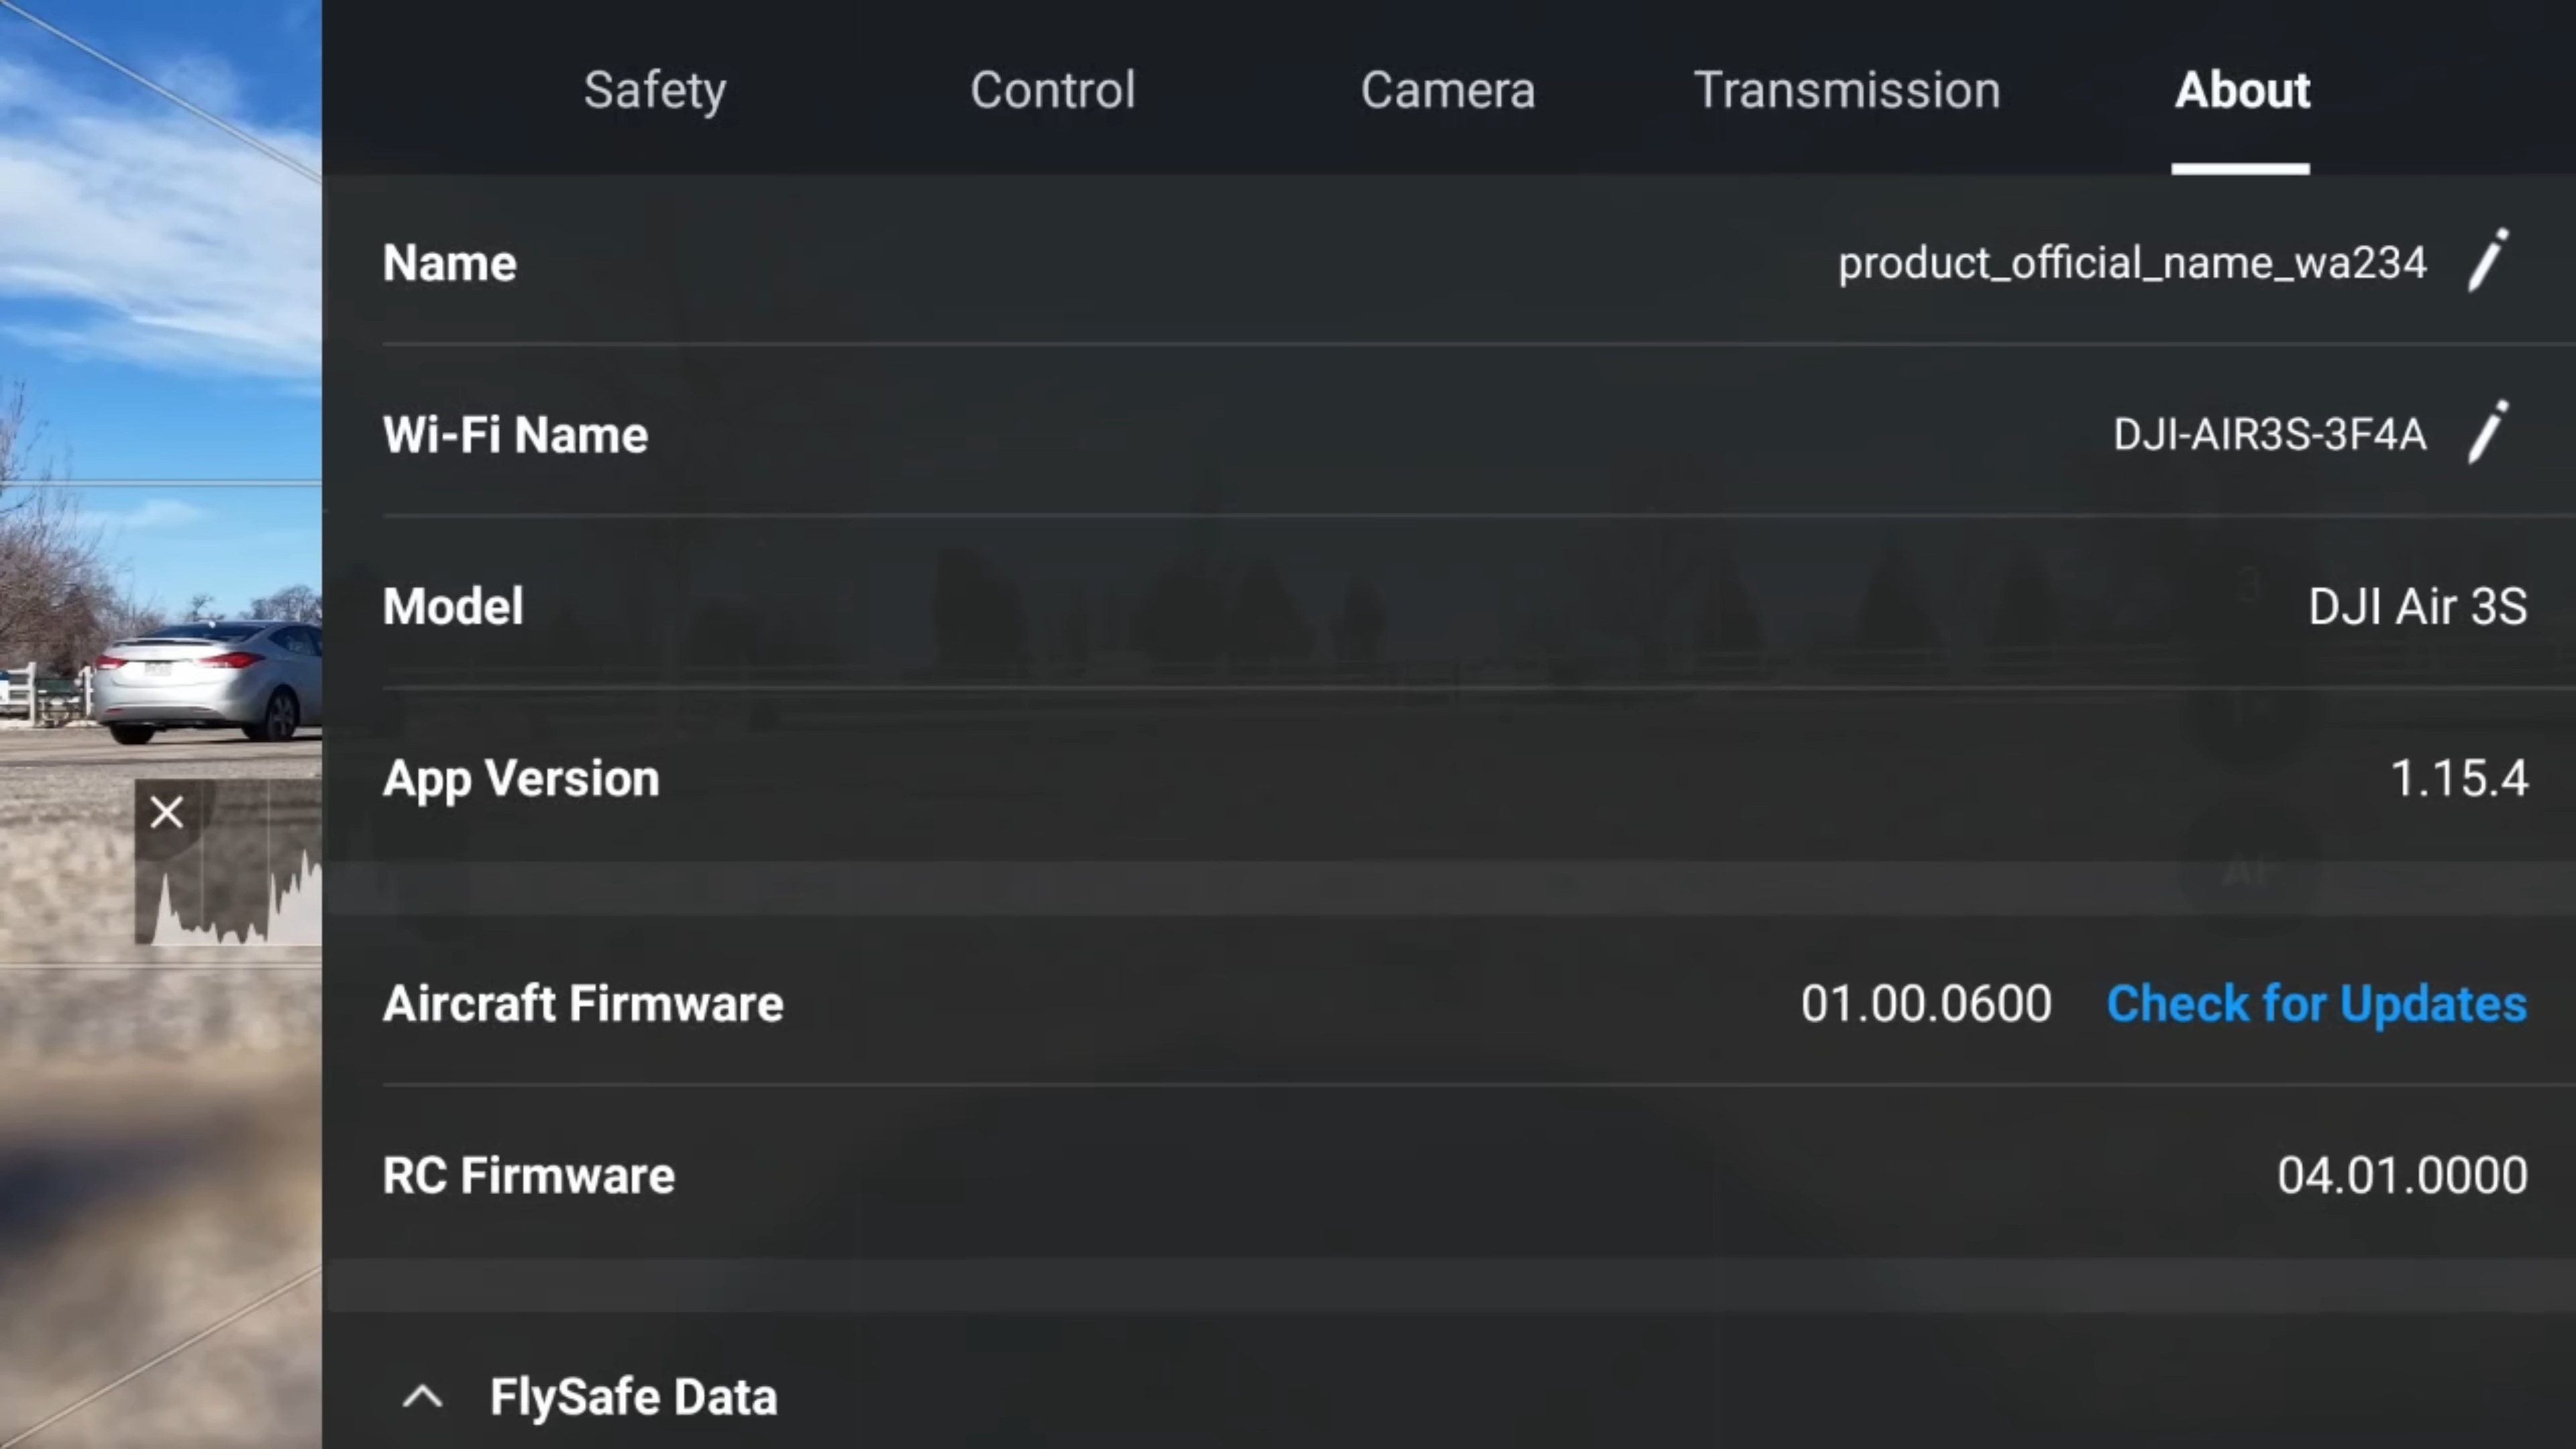 Safety Control Camera Transmission About
Name product_official_name_wa234
Wi-Fi Name DJI-AIR3S-3F4A
Model DJI Air 3S
App Version 1.15.4
Aircraft Firmware 01.00.0600 Check for Updates
RC Firmware 04.01.0000
FlySafe Data